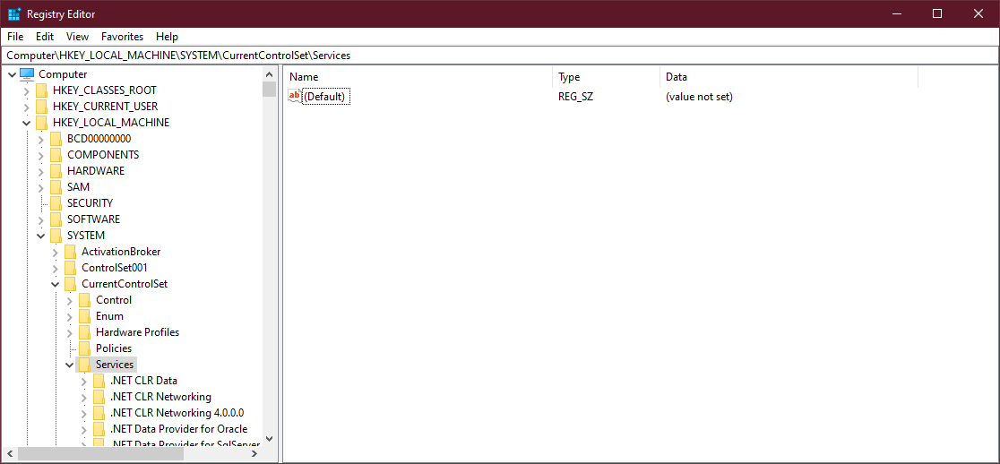 Registry Editor
File Edit View Favorites Help
Computer\HKEY_LOCAL_MACHINE\SYSTEM\CurrentControlSet\Services
Computer
HKEY_CLASSES_ROOT
HKEY_CURRENT_USER
HKEY_LOCAL_MACHINE
BCD00000000
COMPONENTS
HARDWARE
SAM
SECURITY
SOFTWARE
SYSTEM
ActivationBroker
ControlSet001
CurrentControlSet
Control
Enum
Hardware Profiles
Policies
Services
.NET CLR Data
.NET CLR Networking
.NET CLR Networking 4.0.0.0
.NET Data Provider for Oracle
.NET Data Provider for SqlServer
Name Type Data
ab (Default) REG_SZ (value not set)